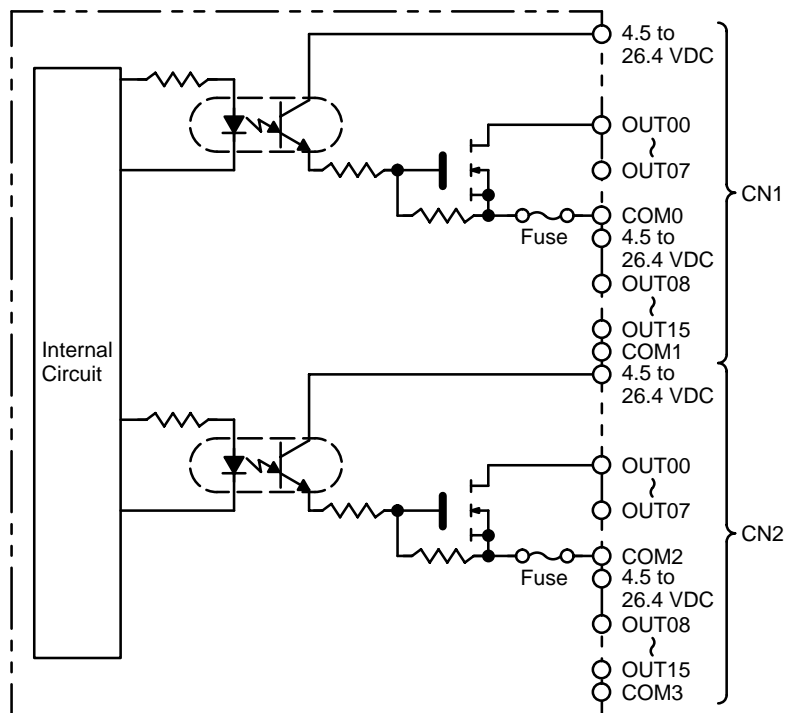 4.5 to
26.4 VDC
OUT00
~
OUT07
CN1
COM0
Fuse
4.5 to
26.4 VDC
OUT08
~
OUT15
Internal
Circuit
COM1
4.5 to
26.4 VDC
OUT00
~
OUT07
CN2
COM2
Fuse
4.5 to
26.4 VDC
OUT08
~
OUT15
COM3